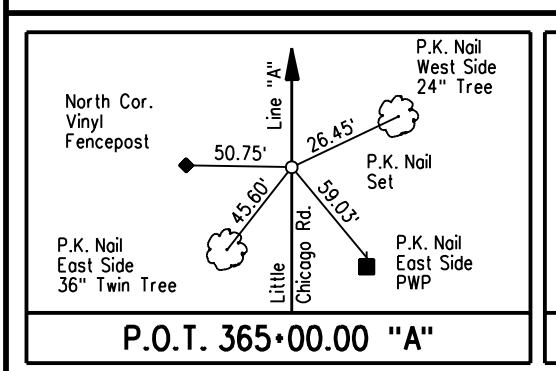 P.K. Nail
West Side
24" Tree
Line "A"
North Cor.
Vinyl
Fencepost
50.75'
26.45'
P.K. Nail
Set
45.60'
59.03'
P.K. Nail
East Side
36" Twin Tree
Little
Chicago Rd.
P.K. Nail
East Side
PWP
P.O.T. 365+00.00 "A"